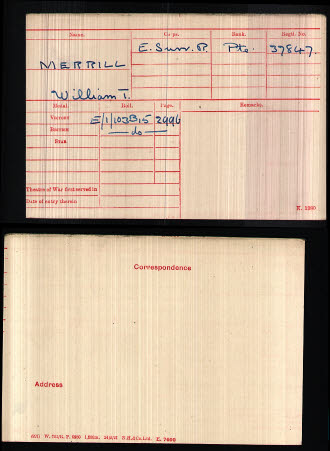 Name. Corps. Rank. Regtl. No.
E. Surr. R Pte. 37847.
MERRILL
William T.
Medal. Roll. Page. Remarks.
Victory E/1/103B15 2996
British —do—
Star
Theatre of War first served in
Date of entry therein
K. 1380
Correspondence
Address